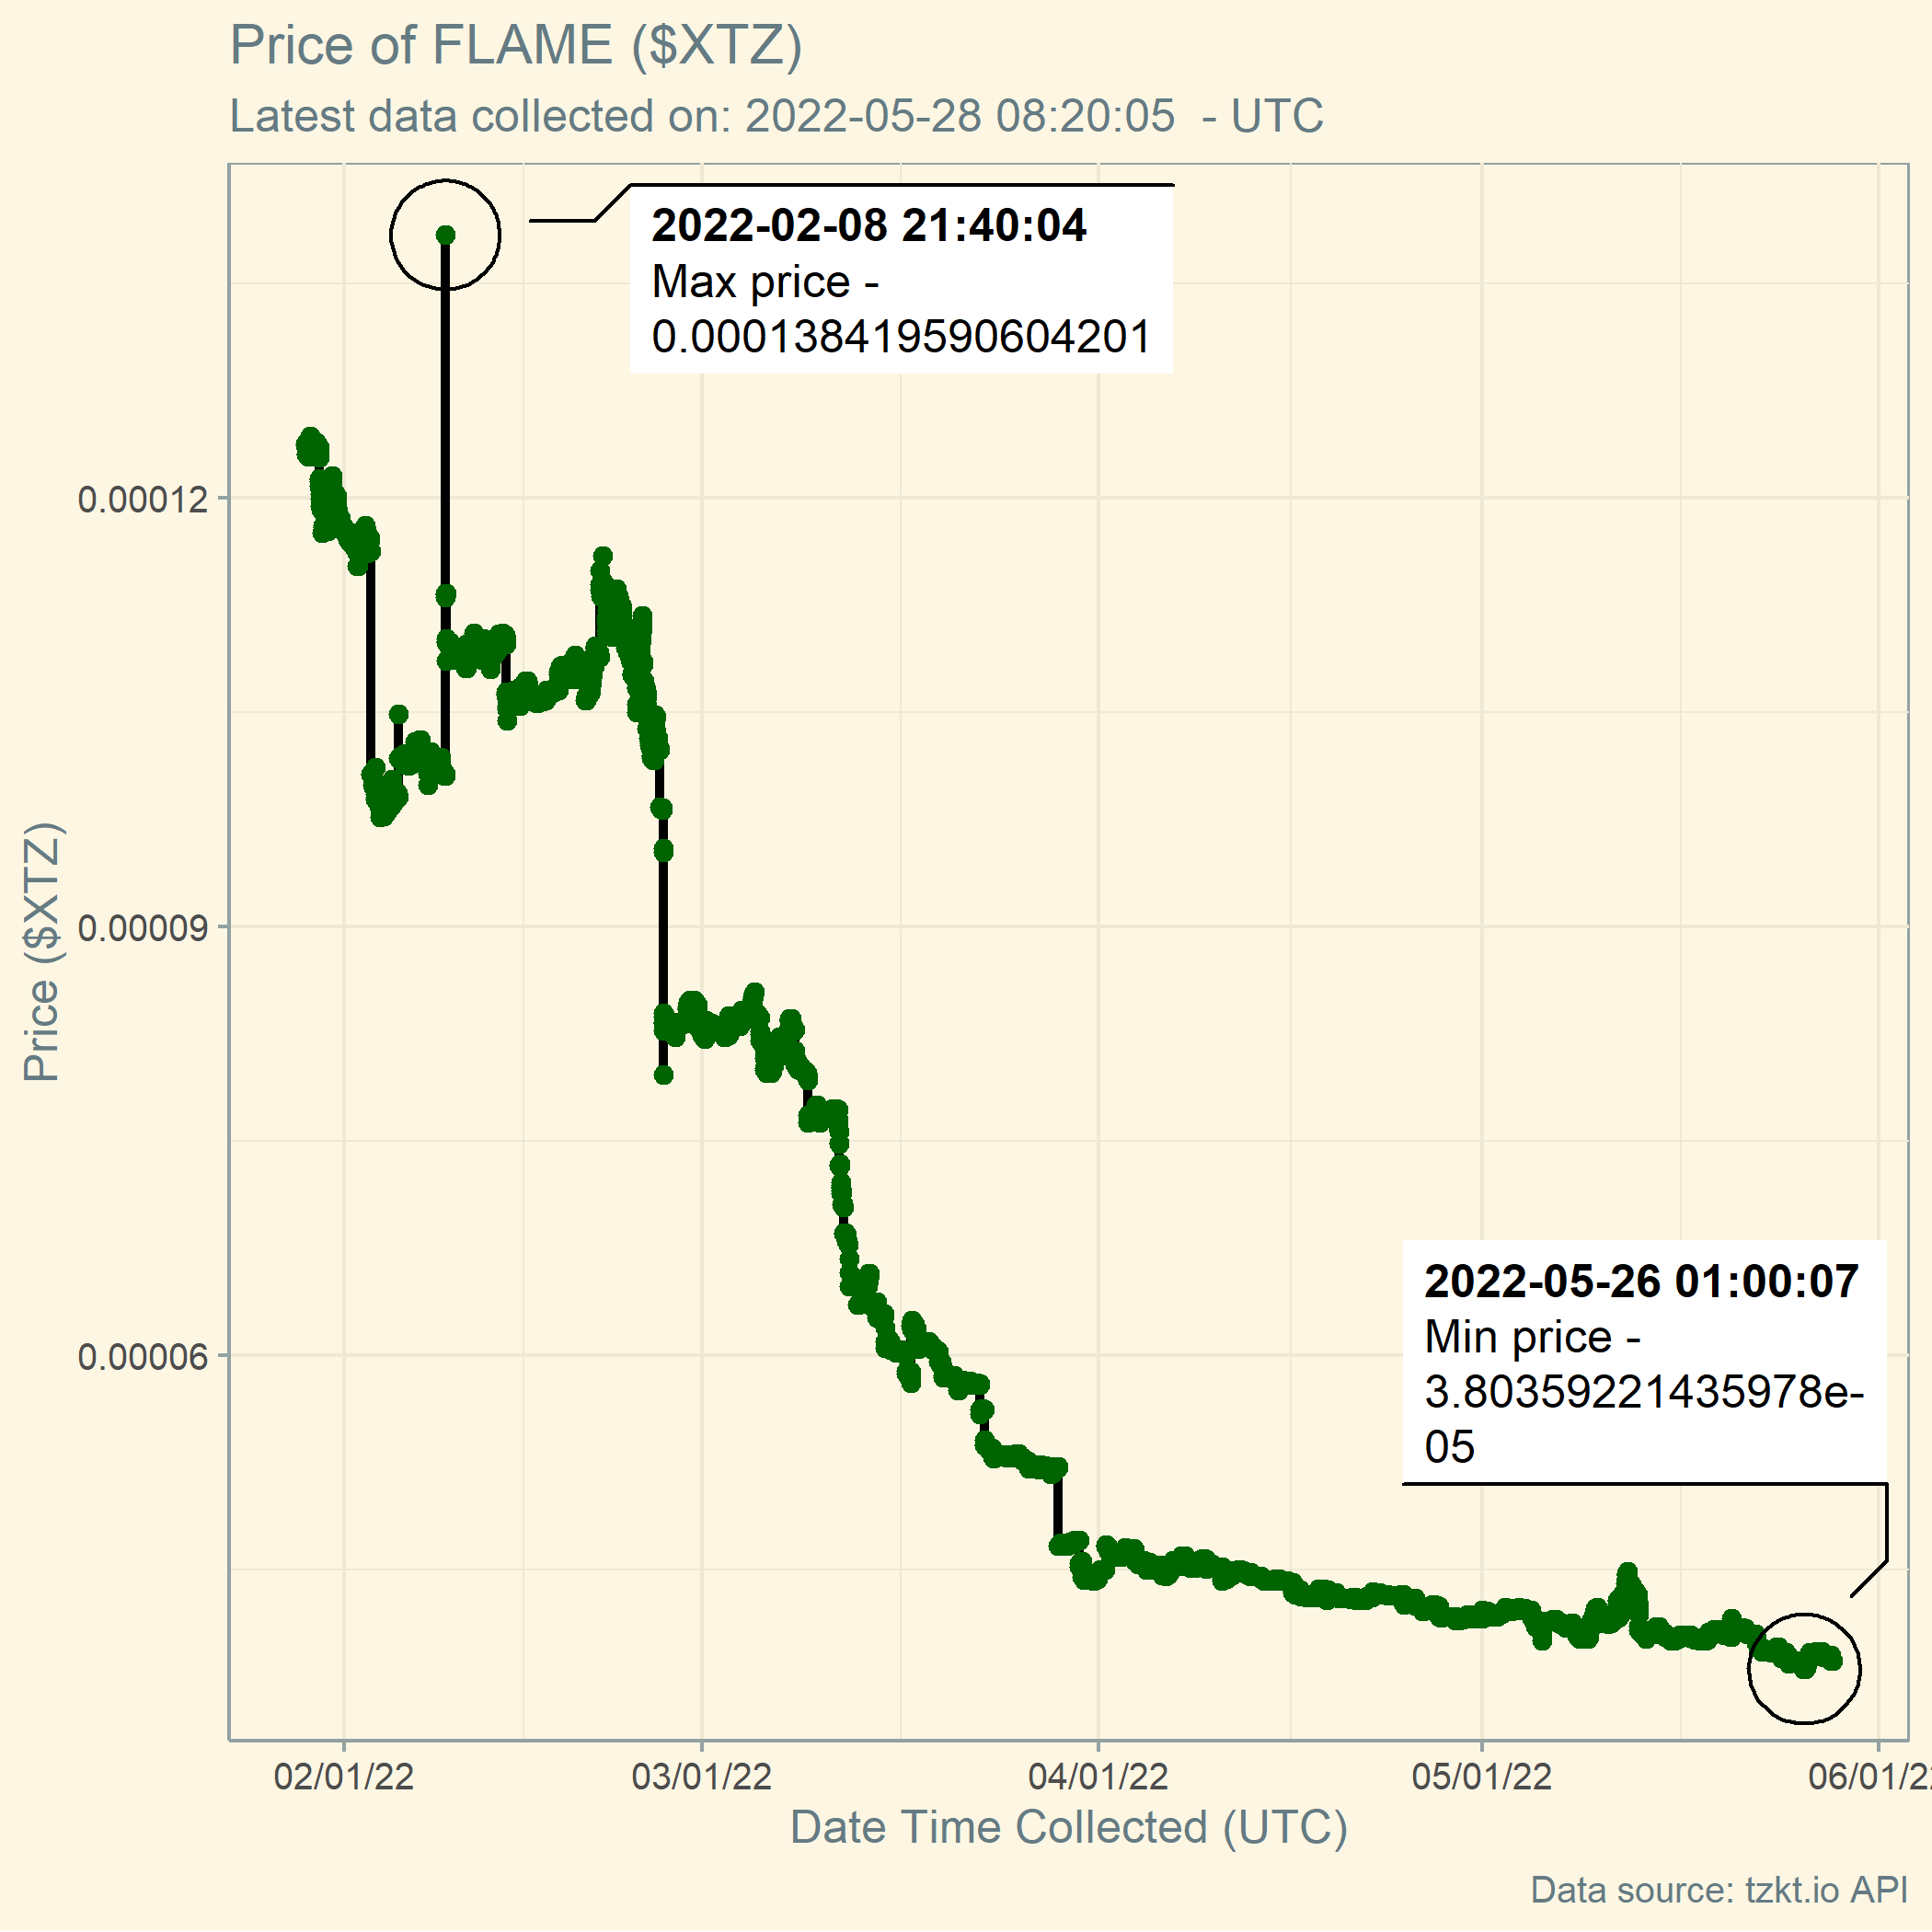 Price of FLAME ($XTZ)
Latest data collected on: 2022-05-28 08:20:05  - UTC
2022-02-08 21:40:04
Max price -
0.000138419590604201
0.00012
0.00009
0.00006
Price ($XTZ)
2022-05-26 01:00:07
Min price -
3.80359221435978e-
05
02/01/22
03/01/22
04/01/22
05/01/22
06/01/22
Date Time Collected (UTC)
Data source: tzkt.io API